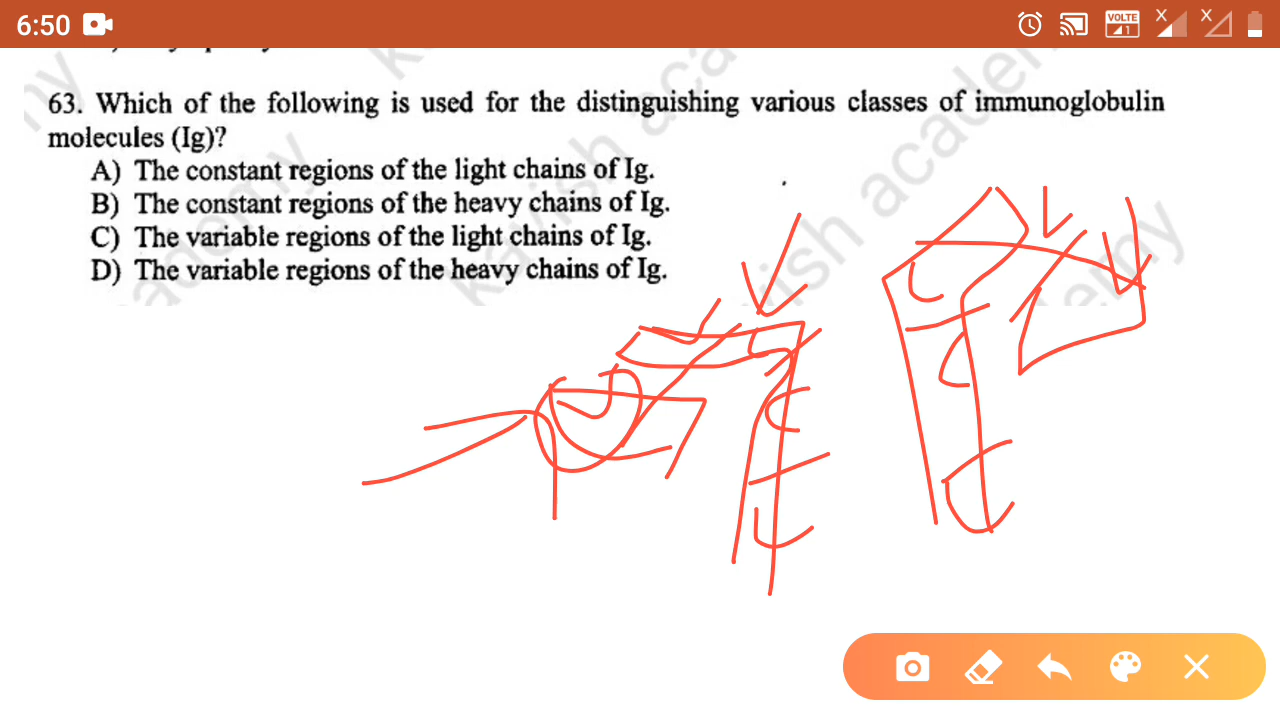 6:50
VOLTE
1
63. Which of the following is used for the distinguishing various classes of immunoglobulin
molecules (Ig)?
A) The constant regions of the light chains of Ig.
B) The constant regions of the heavy chains of Ig.
C) The variable regions of the light chains of Ig.
D) The variable regions of the heavy chains of Ig.